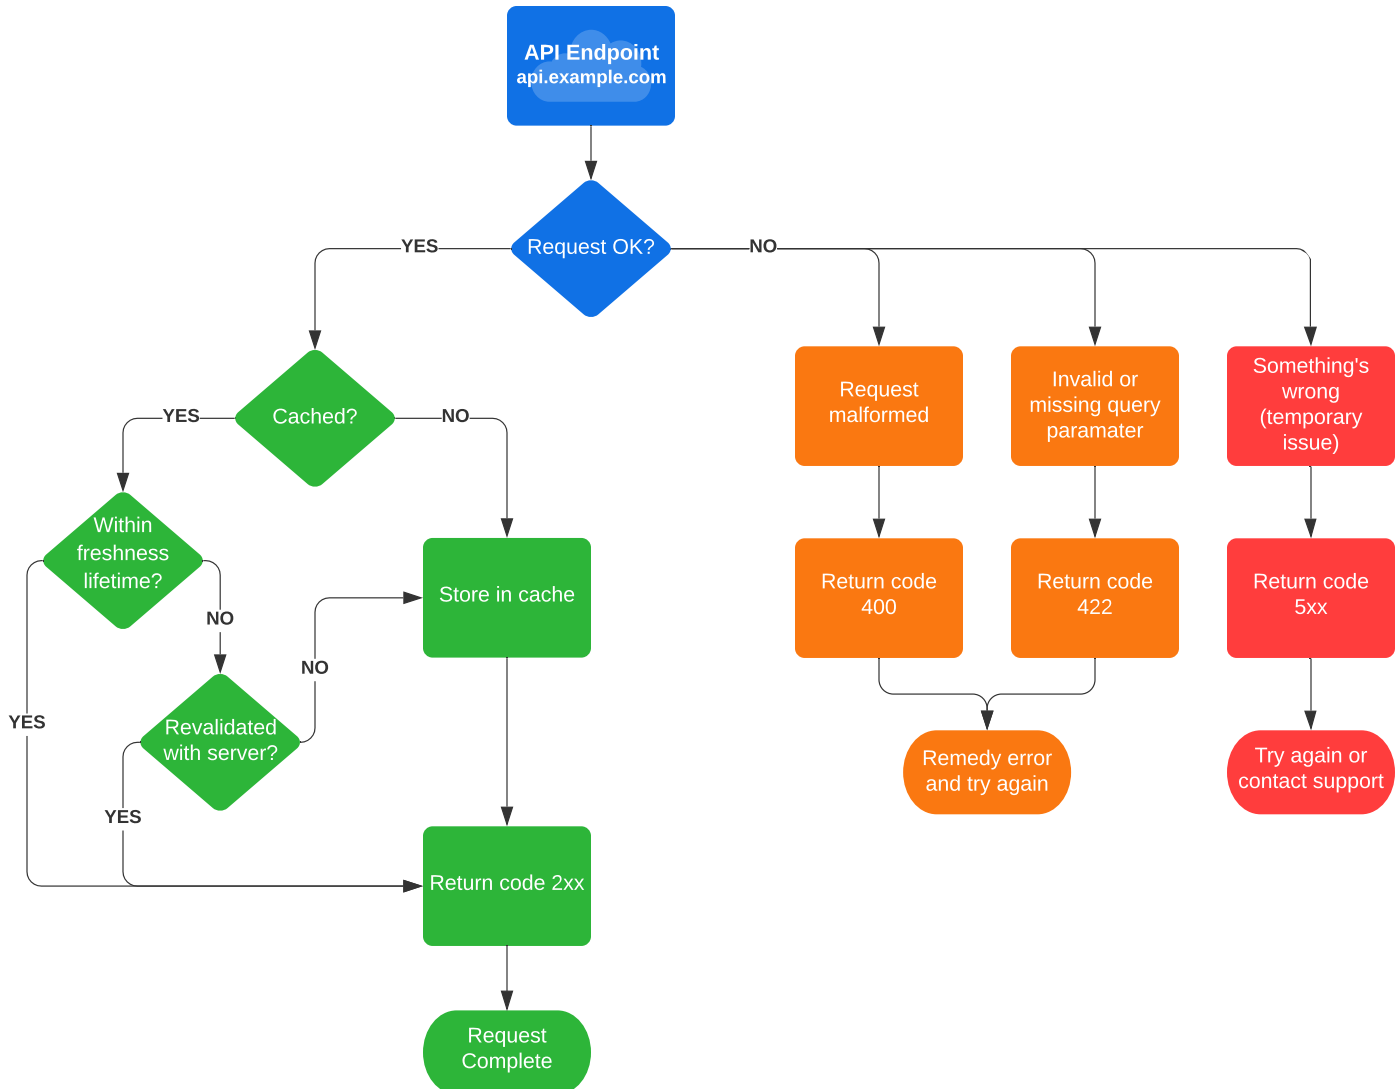 API Endpoint
api.example.com
Request OK?
YES
NO
Cached?
YES
NO
Request
malformed
Invalid or
missing query
paramater
Something's
wrong
(temporary
issue)
Within
freshness
lifetime?
YES
NO
Store in cache
Return code
400
Return code
422
Return code
5xx
Revalidated
with server?
NO
YES
Remedy error
and try again
Try again or
contact support
Return code 2xx
Request
Complete